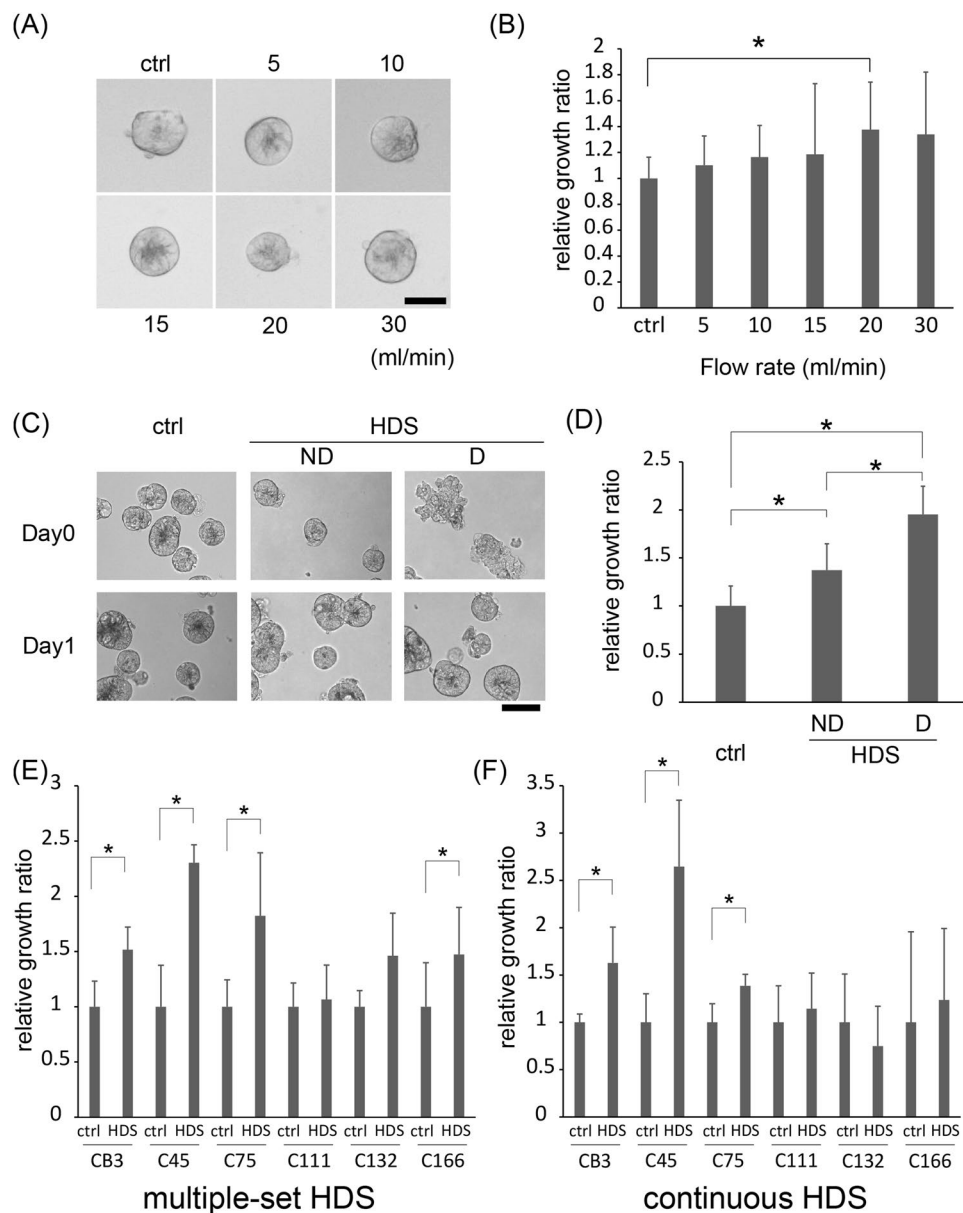 (A)
ctrl 5 10
15 20 30
(ml/min)
(B)
relative growth ratio
2
1.8
1.6
1.4
1.2
1
0.8
0.6
0.4
0.2
0
*
ctrl 5 10 15 20 30
Flow rate (ml/min)
(C)
ctrl HDS
ND D
Day0
Day1
(D)
relative growth ratio
2.5
2
1.5
1
0.5
0
*
* *
ND D
ctrl HDS
(E)
relative growth ratio
3
2.5
2
1.5
1
0.5
0
* * * *
ctrl HDS ctrl HDS ctrl HDS ctrl HDS ctrl HDS ctrl HDS
CB3 C45 C75 C111 C132 C166
multiple-set HDS
(F)
relative growth ratio
3.5
3
2.5
2
1.5
1
0.5
0
* * *
ctrl HDS ctrl HDS ctrl HDS ctrl HDS ctrl HDS ctrl HDS
CB3 C45 C75 C111 C132 C166
continuous HDS